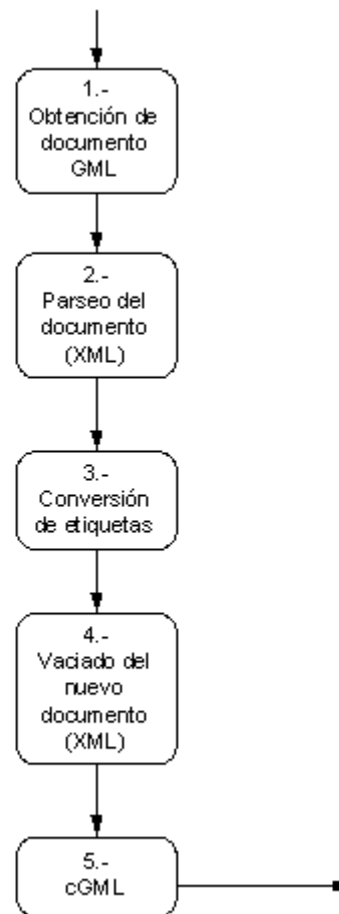 1.-
Obtención de
documento
GML
2.-
Parseo del
documento
(XML)
3.-
Conversión
de etiquetas
4.-
Vaciado del
nuevo
documento
(XML)
5.-
cGML